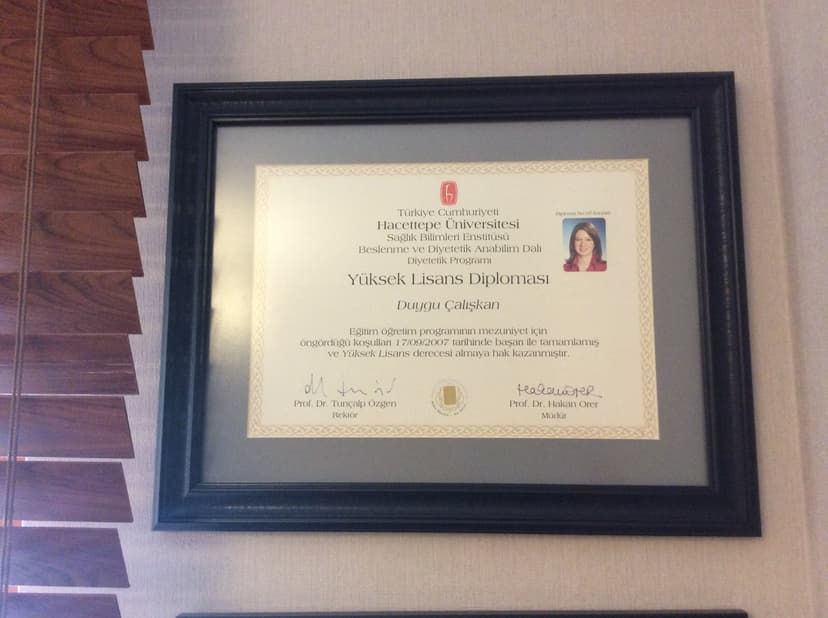 Türkiye Cumhuriyeti
Hacettepe Üniversitesi
Sağlık Bilimleri Enstitüsü
Beslenme ve Diyetetik Anabilim Dalı
Diyetetik Programı
Yüksek Lisans Diploması
Duygu Çalışkan
Eğitim öğretim programının mezuniyet için
öngördüğü koşulları 17/09/2007 tarihinde başarı ile tamamlamış
ve Yüksek Lisans derecesi almaya hak kazanmıştır.
Prof. Dr. Tunçalp Özgen
Rektör
Prof. Dr. Hakan Orer
Müdür